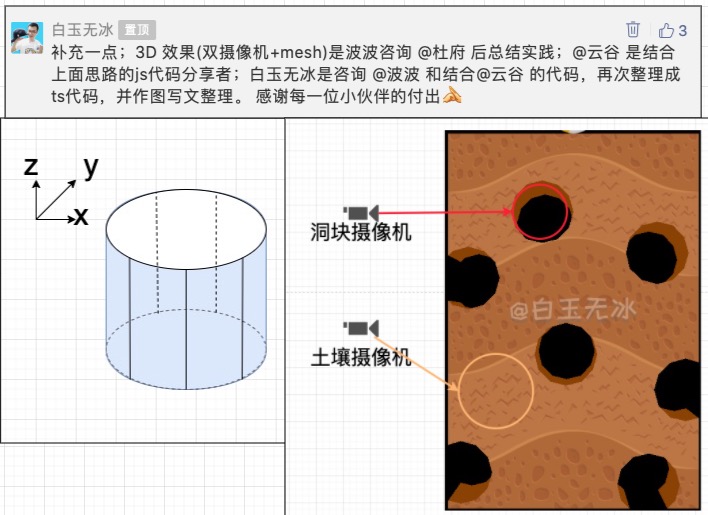 白玉无冰 置顶 3
补充一点；3D 效果(双摄像机+mesh)是波波咨询 @杜府 后总结实践；@云谷 是结合
上面思路的js代码分享者；白玉无冰是咨询 @波波 和结合@云谷 的代码，再次整理成
ts代码，并作图写文整理。 感谢每一位小伙伴的付出
z
y
x
洞块摄像机
@白玉无冰
土壤摄像机